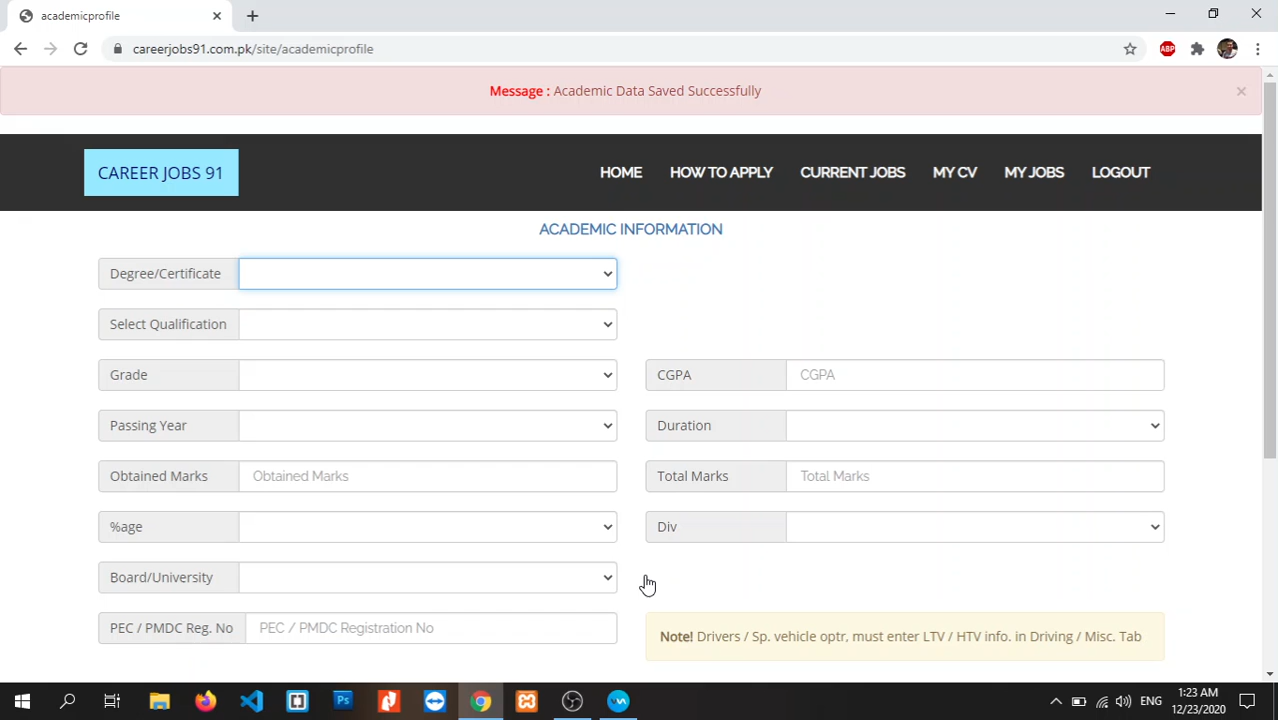 academicprofile
careerjobs91.com.pk/site/academicprofile
ABP
Message : Academic Data Saved Successfully ×
CAREER JOBS 91 HOME HOW TO APPLY CURRENT JOBS MY CV MY JOBS LOGOUT
ACADEMIC INFORMATION
Degree/Certificate
Select Qualification
Grade CGPA CGPA
Passing Year Duration
Obtained Marks Obtained Marks Total Marks Total Marks
%age Div
Board/University
PEC / PMDC Reg. No PEC / PMDC Registration No Note! Drivers / Sp. vehicle optr, must enter LTV / HTV info. in Driving / Misc. Tab
Ps ENG 1:23 AM
12/23/2020